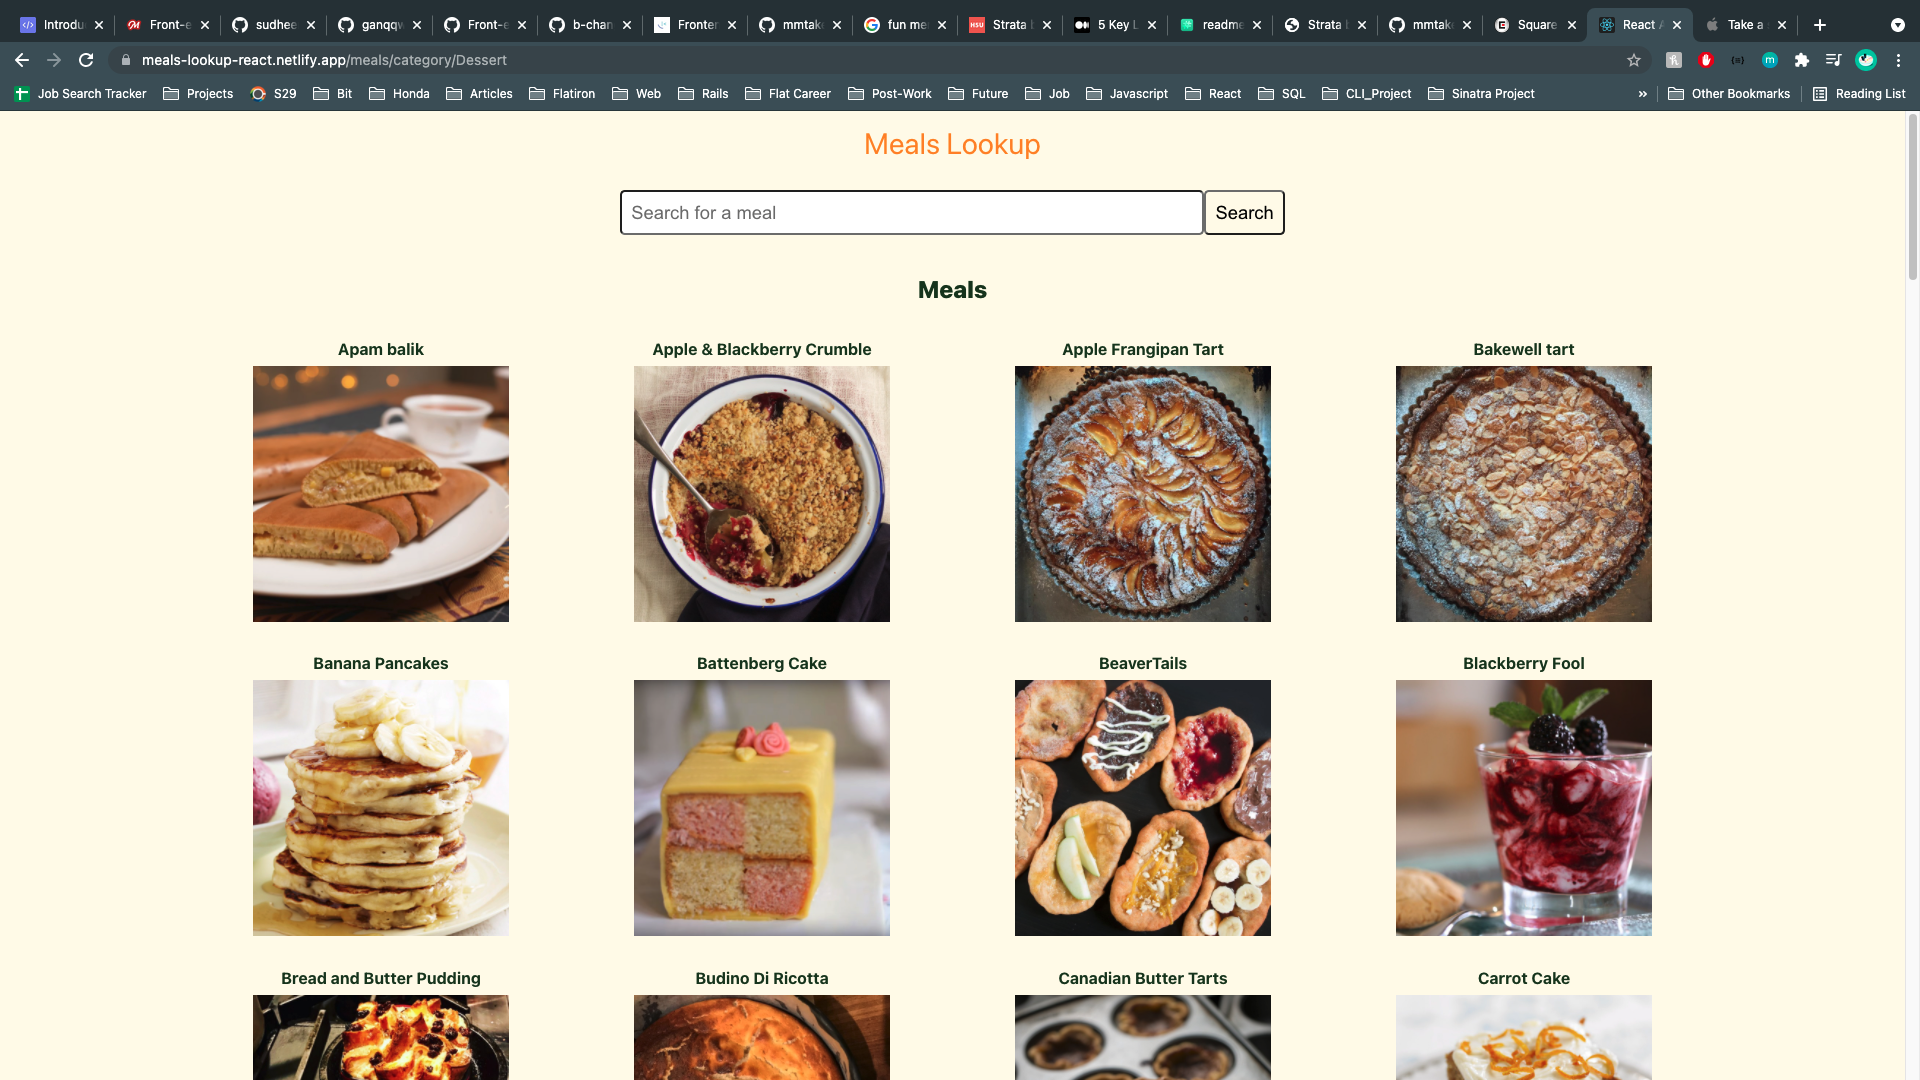 Introdu Front-e sudhee ganqqw Front-e b-chan Fronten mmtak fun me Strata b 5 Key L readme Strata b mmtak Square React A Take a
meals-lookup-react.netlify.app/meals/category/Dessert
Job Search Tracker Projects S29 Bit Honda Articles Flatiron Web Rails Flat Career Post-Work Future Job Javascript React SQL CLI_Project Sinatra Project » Other Bookmarks Reading List
Meals Lookup
Search for a meal Search
Meals
Apam balik Apple & Blackberry Crumble Apple Frangipan Tart Bakewell tart
Banana Pancakes Battenberg Cake BeaverTails Blackberry Fool
Bread and Butter Pudding Budino Di Ricotta Canadian Butter Tarts Carrot Cake